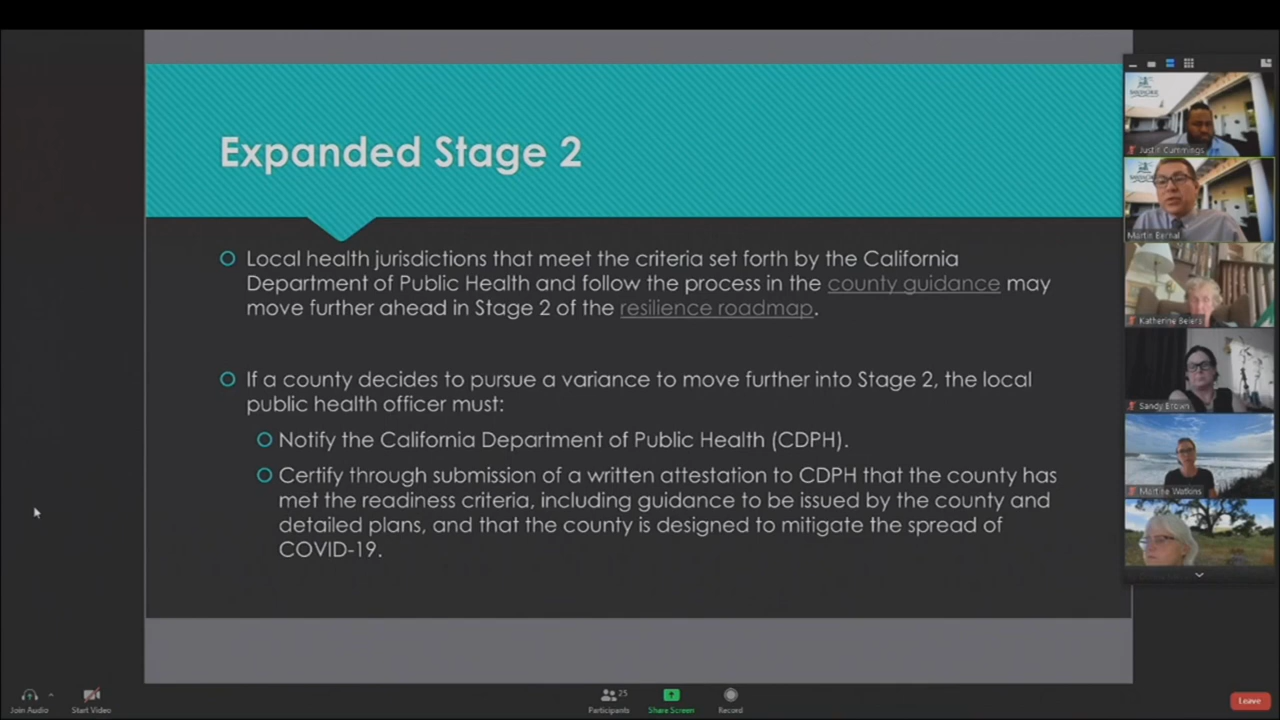 Expanded Stage 2
Local health jurisdictions that meet the criteria set forth by the California
Department of Public Health and follow the process in the county guidance may
move further ahead in Stage 2 of the resilience roadmap.
If a county decides to pursue a variance to move further into Stage 2, the local
public health officer must:
Notify the California Department of Public Health (CDPH).
Certify through submission of a written attestation to CDPH that the county has
met the readiness criteria, including guidance to be issued by the county and
detailed plans, and that the county is designed to mitigate the spread of
COVID-19.
Justin Cummings
Martin Bernal
Katherine Beiers
Sandy Brown
Martine Watkins
Join Audio
Start Video
25
Participants
Share Screen
Record
Leave